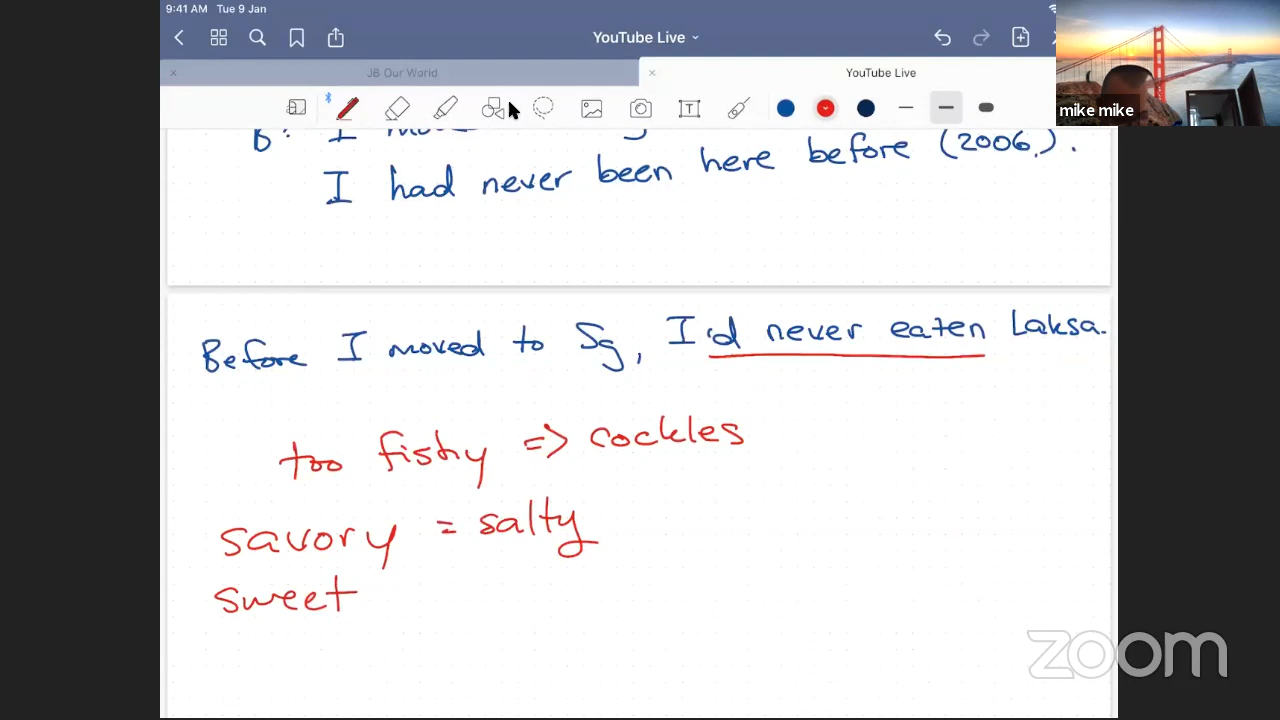 9:41 AM Tue 9 Jan
YouTube Live
JB Our World
YouTube Live
mike mike
B: I
I had never been here before (2006.).
Before I moved to Sg, I'd never eaten Laksa.
too fishy => cockles
savory = salty
sweet
zoom